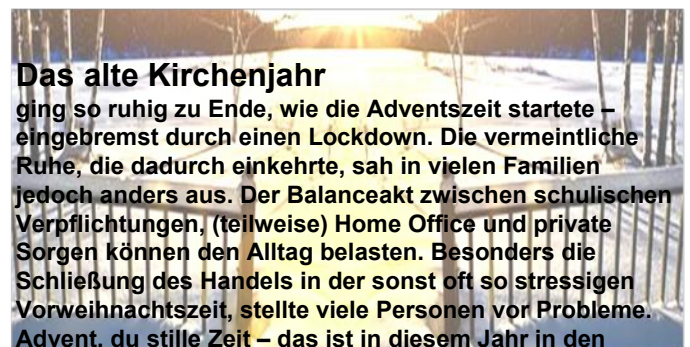 Das alte Kirchenjahr
ging so ruhig zu Ende, wie die Adventszeit startete –
eingebremst durch einen Lockdown. Die vermeintliche
Ruhe, die dadurch einkehrte, sah in vielen Familien
jedoch anders aus. Der Balanceakt zwischen schulischen
Verpflichtungen, (teilweise) Home Office und private
Sorgen können den Alltag belasten. Besonders die
Schließung des Handels in der sonst oft so stressigen
Vorweihnachtszeit, stellte viele Personen vor Probleme.
Advent, du stille Zeit – das ist in diesem Jahr in den